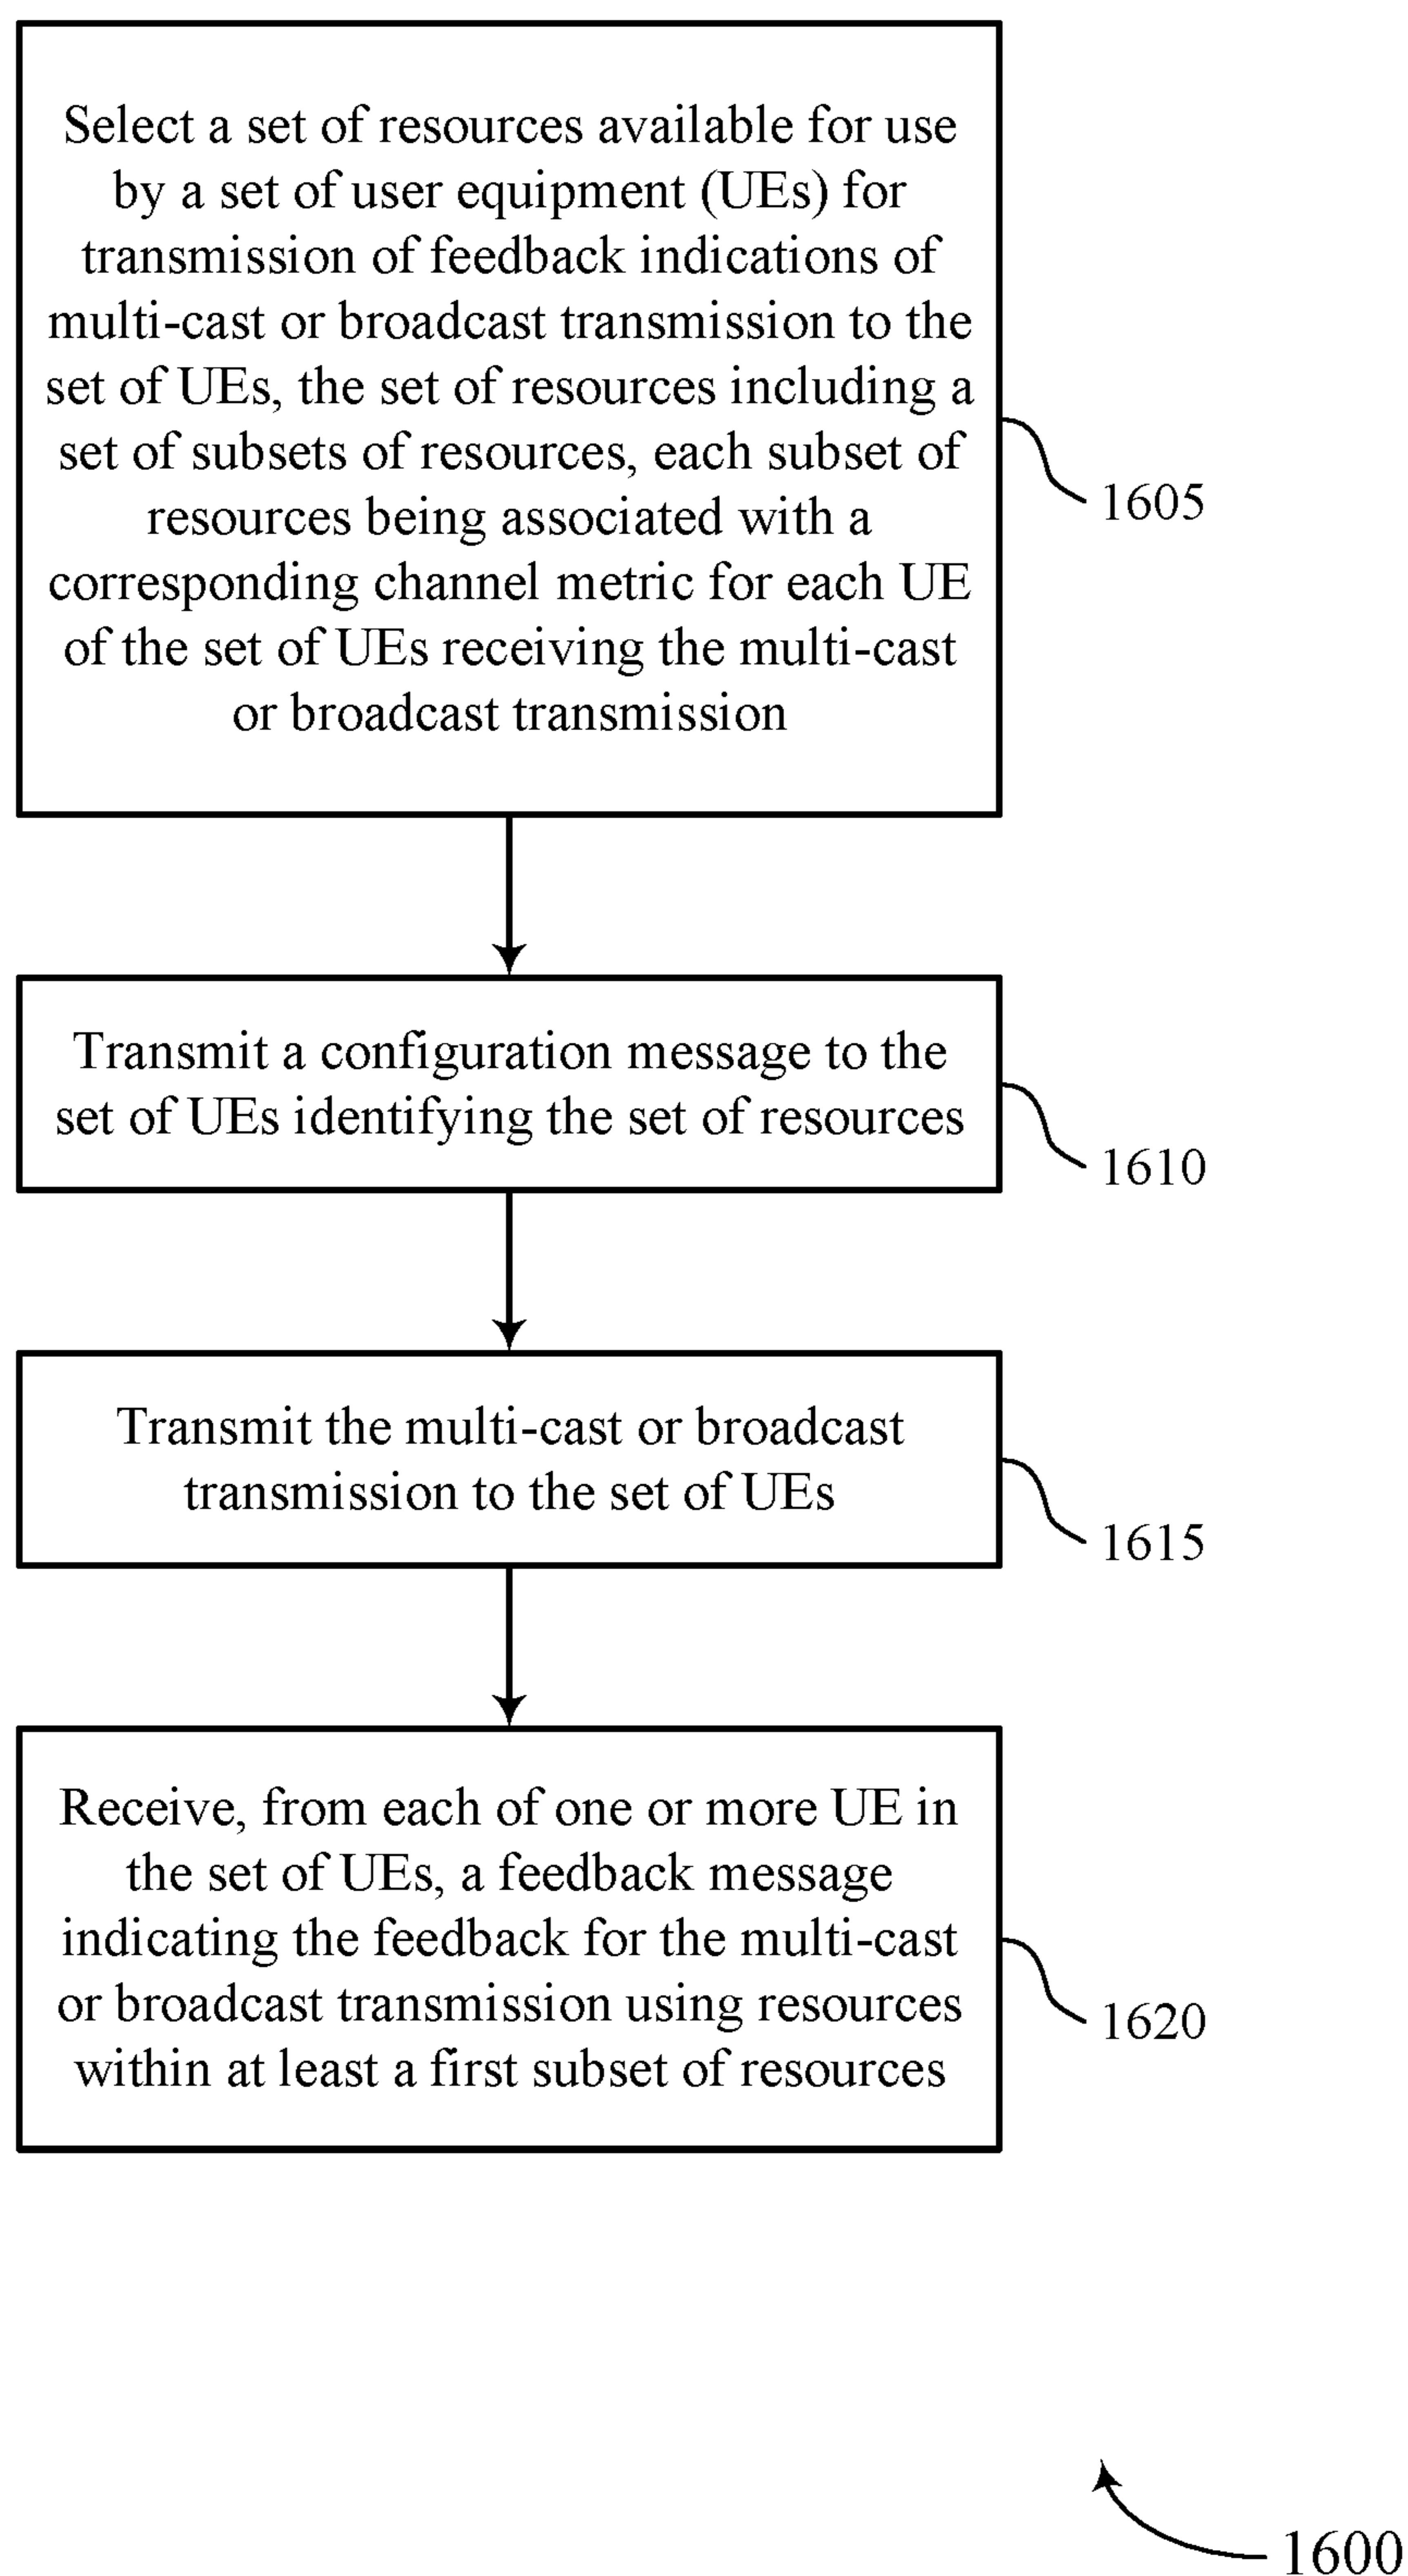 Select a set of resources available for use
by a set of user equipment (UEs) for
transmission of feedback indications of
multi-cast or broadcast transmission to the
set of UEs, the set of resources including a
set of subsets of resources, each subset of
resources being associated with a
corresponding channel metric for each UE
of the set of UEs receiving the multi-cast
or broadcast transmission
1605
Transmit a configuration message to the
set of UEs identifying the set of resources
1610
Transmit the multi-cast or broadcast
transmission to the set of UEs
1615
Receive, from each of one or more UE in
the set of UEs, a feedback message
indicating the feedback for the multi-cast
or broadcast transmission using resources
within at least a first subset of resources
1620
1600